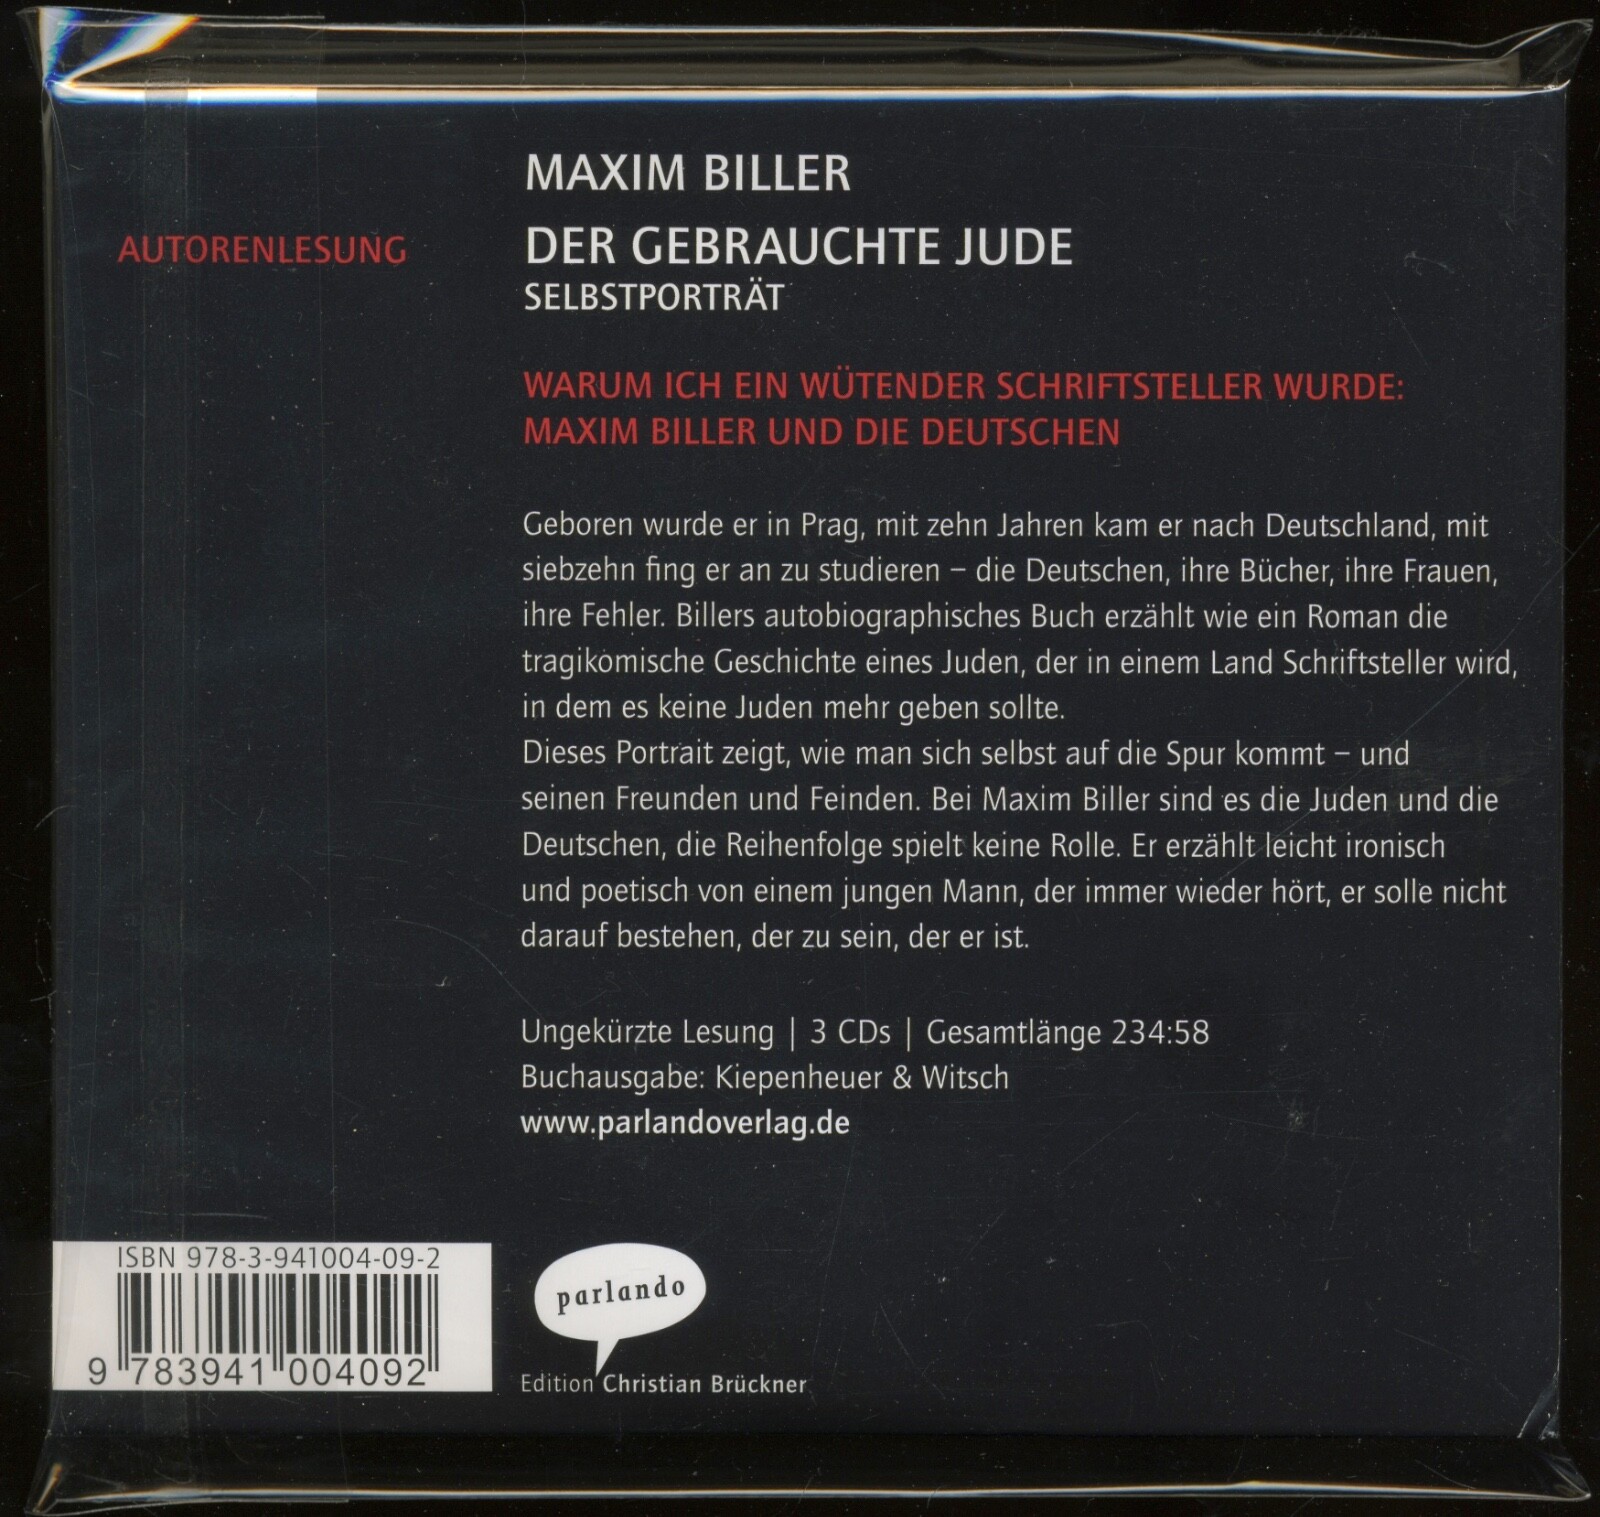 MAXIM BILLER
AUTORENLESUNG
DER GEBRAUCHTE JUDE
SELBSTPORTRÄT
WARUM ICH EIN WÜTENDER SCHRIFTSTELLER WURDE:
MAXIM BILLER UND DIE DEUTSCHEN
Geboren wurde er in Prag, mit zehn Jahren kam er nach Deutschland, mit
siebzehn fing er an zu studieren – die Deutschen, ihre Bücher, ihre Frauen,
ihre Fehler. Billers autobiographisches Buch erzählt wie ein Roman die
tragikomische Geschichte eines Juden, der in einem Land Schriftsteller wird,
in dem es keine Juden mehr geben sollte.
Dieses Portrait zeigt, wie man sich selbst auf die Spur kommt – und
seinen Freunden und Feinden. Bei Maxim Biller sind es die Juden und die
Deutschen, die Reihenfolge spielt keine Rolle. Er erzählt leicht ironisch
und poetisch von einem jungen Mann, der immer wieder hört, er solle nicht
darauf bestehen, der zu sein, der er ist.
Ungekürzte Lesung | 3 CDs | Gesamtlänge 234:58
Buchausgabe: Kiepenheuer & Witsch
www.parlandoverlag.de
ISBN 978-3-941004-09-2
9 783941 004092
parlando
Edition Christian Brückner